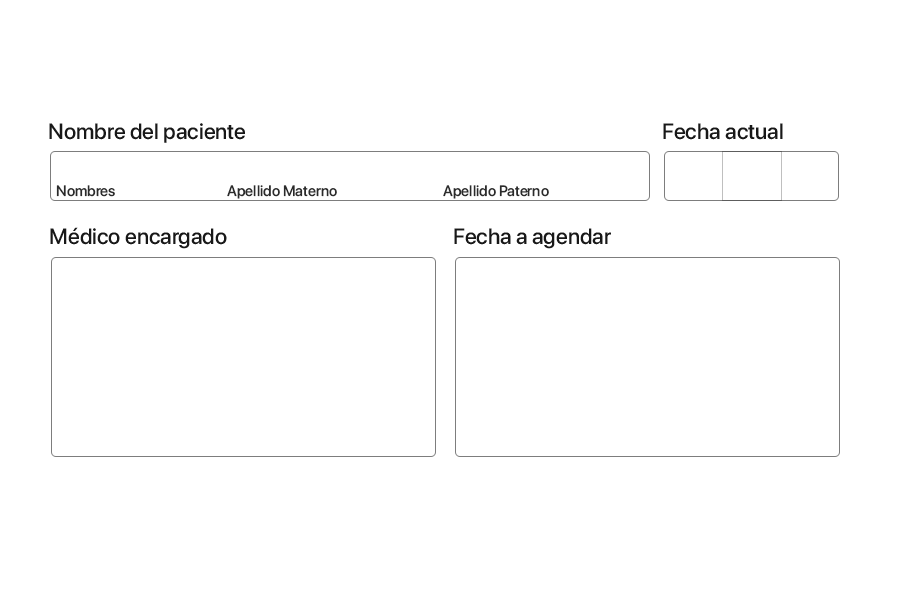 Nombre del paciente
Fecha actual
Nombres
Apellido Materno
Apellido Paterno
Médico encargado
Fecha a agendar